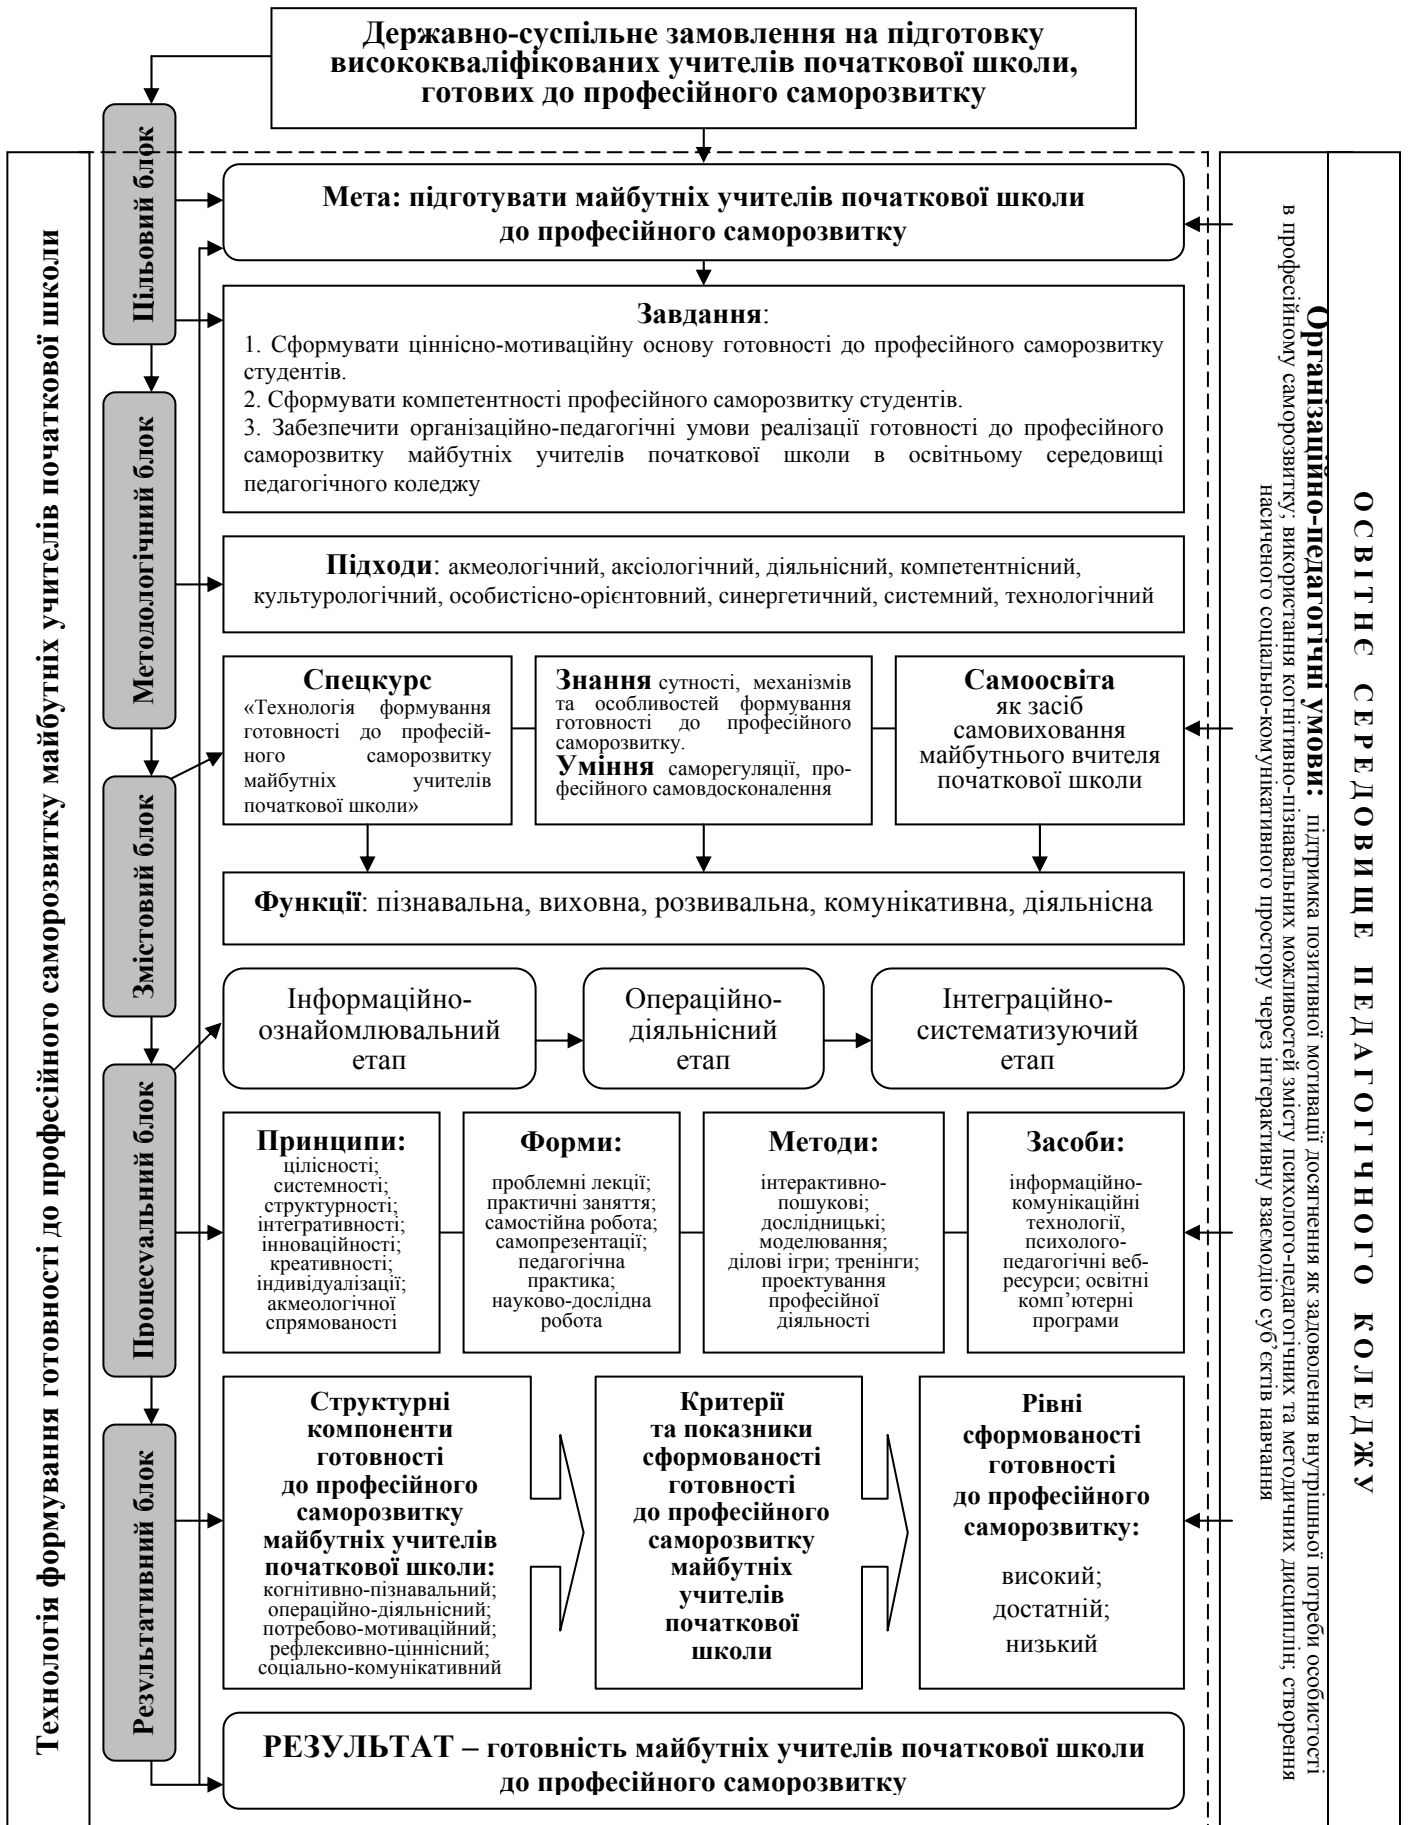 Державно-суспільне замовлення на підготовку
висококваліфікованих учителів початкової школи,
готових до професійного саморозвитку
Технологія формування готовності до професійного саморозвитку майбутніх учителів початкової школи
Цільовий блок
Мета: підготувати майбутніх учителів початкової школи
до професійного саморозвитку
Завдання:
1. Сформувати ціннісно-мотиваційну основу готовності до професійного саморозвитку
студентів.
2. Сформувати компетентності професійного саморозвитку студентів.
3. Забезпечити організаційно-педагогічні умови реалізації готовності до професійного
саморозвитку майбутніх учителів початкової школи в освітньому середовищі
педагогічного коледжу
Методологічний блок
Підходи: акмеологічний, аксіологічний, діяльнісний, компетентнісний,
культурологічний, особистісно-орієнтовний, синергетичний, системний, технологічний
Змістовий блок
Спецкурс
«Технологія формування
готовності до професій-
ного саморозвитку
майбутніх учителів
початкової школи»
Знання сутності, механізмів
та особливостей формування
готовності до професійного
саморозвитку.
Уміння саморегуляції, про-
фесійного самовдосконалення
Самоосвіта
як засіб
самовиховання
майбутнього вчителя
початкової школи
Функції: пізнавальна, виховна, розвивальна, комунікативна, діяльнісна
Процесуальний блок
Інформаційно-
ознайомлювальний
етап
Операційно-
діяльнісний
етап
Інтеграційно-
систематизуючий
етап
Принципи:
цілісності;
системності;
структурності;
інтегративності;
інноваційності;
креативності;
індивідуалізації;
акмеологічної
спрямованості
Форми:
проблемні лекції;
практичні заняття;
самостійна робота;
самопрезентації;
педагогічна
практика;
науково-дослідна
робота
Методи:
інтерактивно-
пошукові;
дослідницькі;
моделювання;
ділові ігри; тренінги;
проектування
професійної
діяльності
Засоби:
інформаційно-
комунікаційні
технології,
психолого-
педагогічні веб-
ресурси; освітні
комп’ютерні
програми
Результативний блок
Структурні
компоненти
готовності
до професійного
саморозвитку
майбутніх учителів
початкової школи:
когнітивно-пізнавальний;
операційно-діяльнісний;
потребово-мотиваційний;
рефлексивно-ціннісний;
соціально-комунікативний
Критерії
та показники
сформованості
готовності
до професійного
саморозвитку
майбутніх
учителів
початкової
школи
Рівні
сформованості
готовності
до професійного
саморозвитку:
високий;
достатній;
низький
РЕЗУЛЬТАТ – готовність майбутніх учителів початкової школи
до професійного саморозвитку
Організаційно-педагогічні умови: підтримка позитивної мотивації досягнення як задоволення внутрішньої потреби особистості
в професійному саморозвитку; використання когнітивно-пізнавальних можливостей змісту психолого-педагогічних та методичних дисциплін; створення
насиченого соціально-комунікативного простору через інтерактивну взаємодію суб’єктів навчання
ОСВІТНЄ СЕРЕДОВИЩЕ ПЕДАГОГІЧНОГО КОЛЕДЖУ